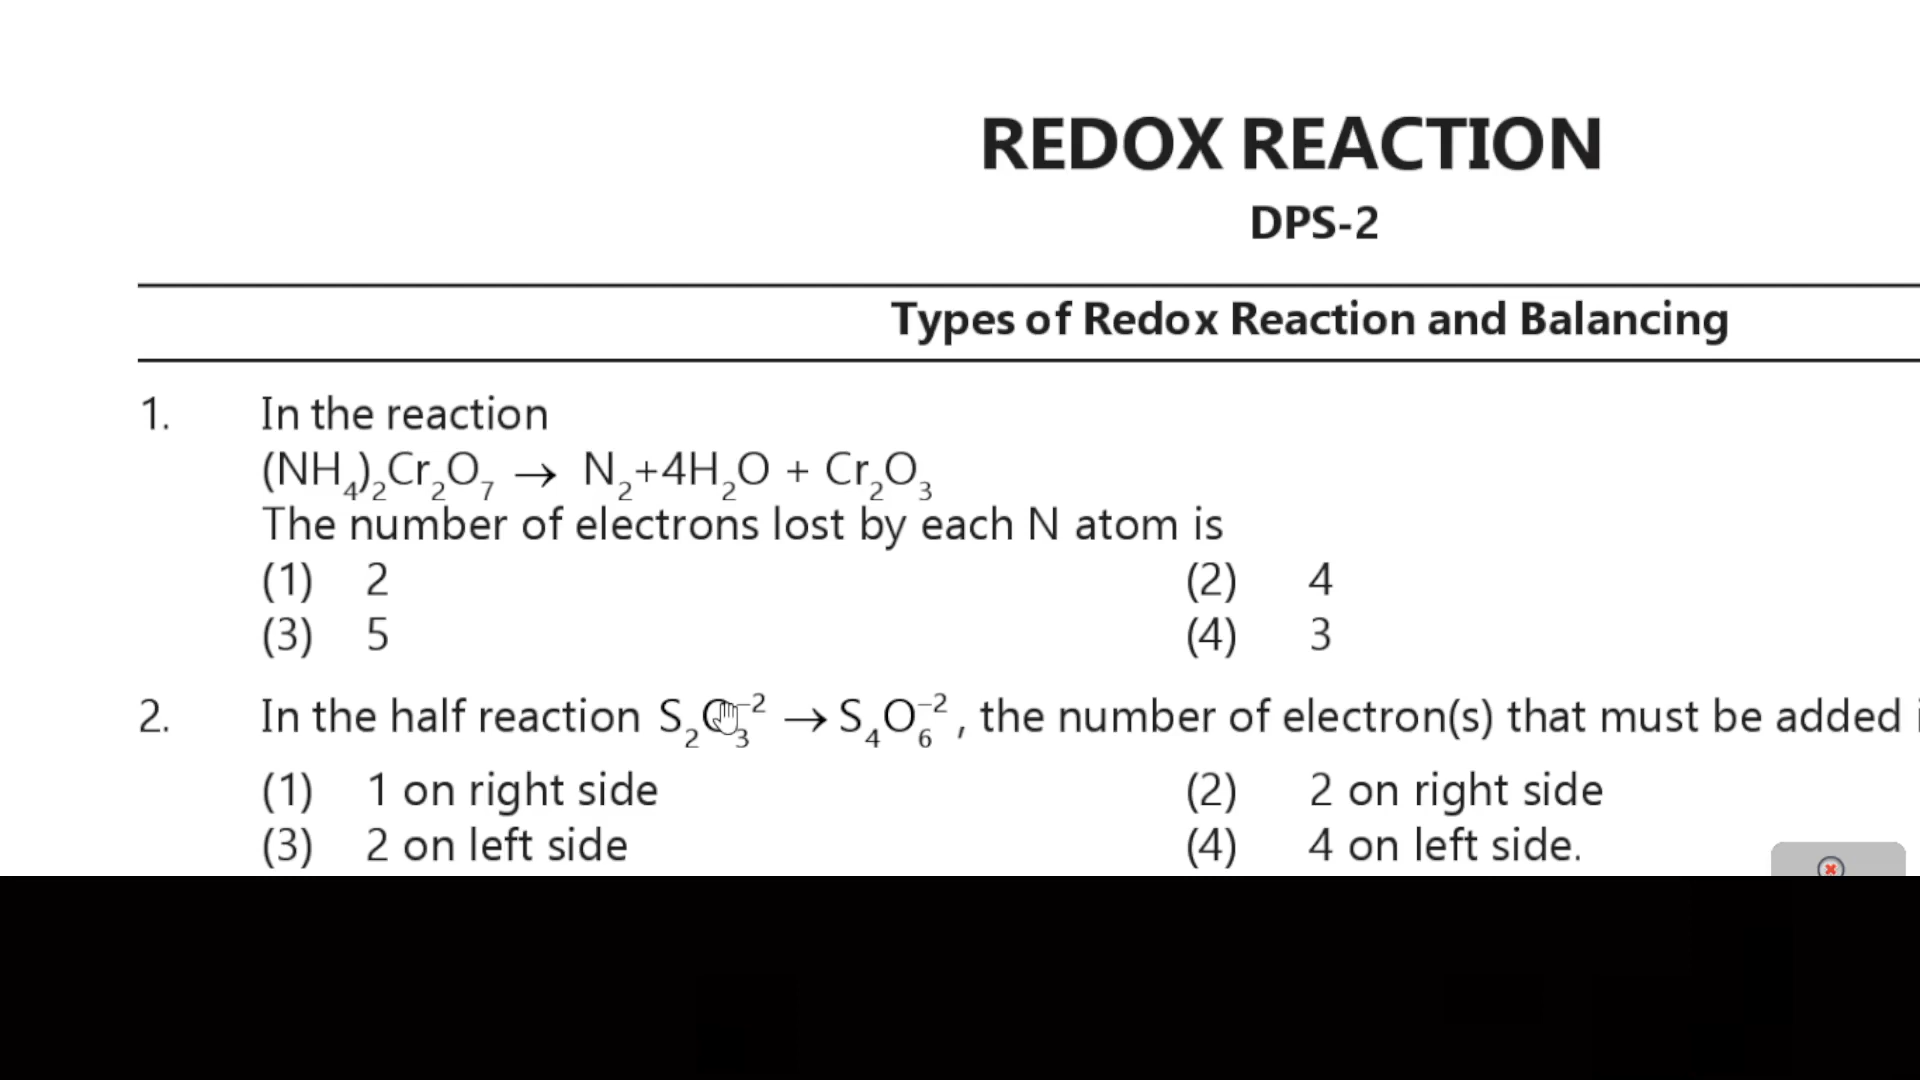 REDOX REACTION
DPS-2
Types of Redox Reaction and Balancing
1. In the reaction
(NH₄)₂Cr₂O₇ → N₂+4H₂O + Cr₂O₃
The number of electrons lost by each N atom is
(1) 2 (2) 4
(3) 5 (4) 3
2. In the half reaction S₂O₃⁻² → S₄O₆⁻², the number of electron(s) that must be added
(1) 1 on right side (2) 2 on right side
(3) 2 on left side (4) 4 on left side.